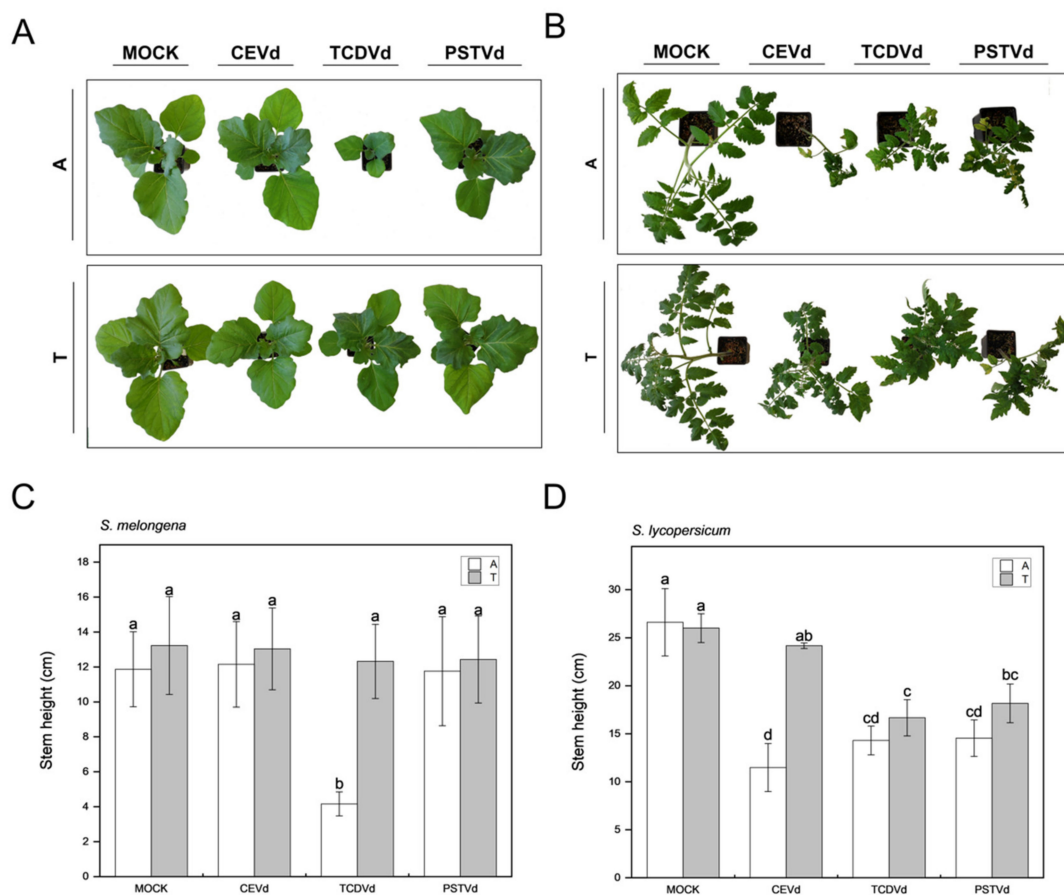 A
MOCK CEVd TCDVd PSTVd
A
T
B
MOCK CEVd TCDVd PSTVd
A
T
C
S. melongena
A
T
Stem height (cm)
18
16
14
12
10
8
6
4
2
0
a a a a b a a a
MOCK CEVd TCDVd PSTVd
D
S. lycopersicum
A
T
Stem height (cm)
30
25
20
15
10
5
0
a a d ab cd c cd bc
MOCK CEVd TCDVd PSTVd